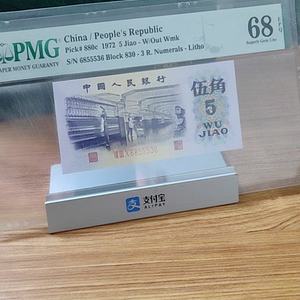 PMG
PAPER MONEY GUARANTY
China / People's Republic
Pick# 880c 1972 5 Jiao - W/Out Wmk
S/N 6855536 Block 830 - 3 R. Numerals - Litho
68 EPQ
Superb Gem Unc
中国人民银行
伍角
5
WU
JIAO
6855536
支付宝
ALIPAY